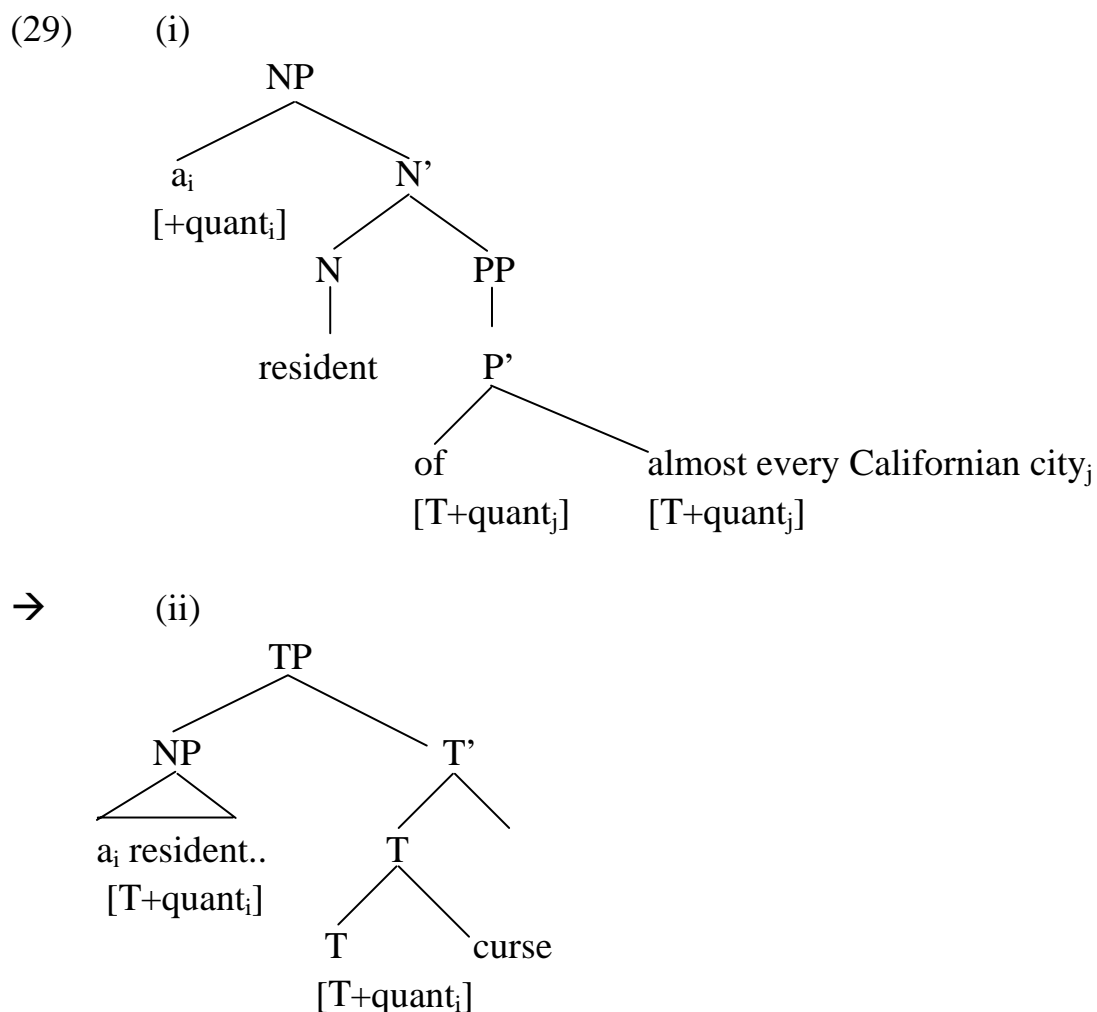 (29) (i)
NP
aᵢ N’
[+quantᵢ]
N PP
resident P’
of almost every Californian cityⱼ
[T+quantⱼ] [T+quantⱼ]
→ (ii)
TP
NP T’
aᵢ resident.. T
[T+quantᵢ]
T curse
[T+quantᵢ]